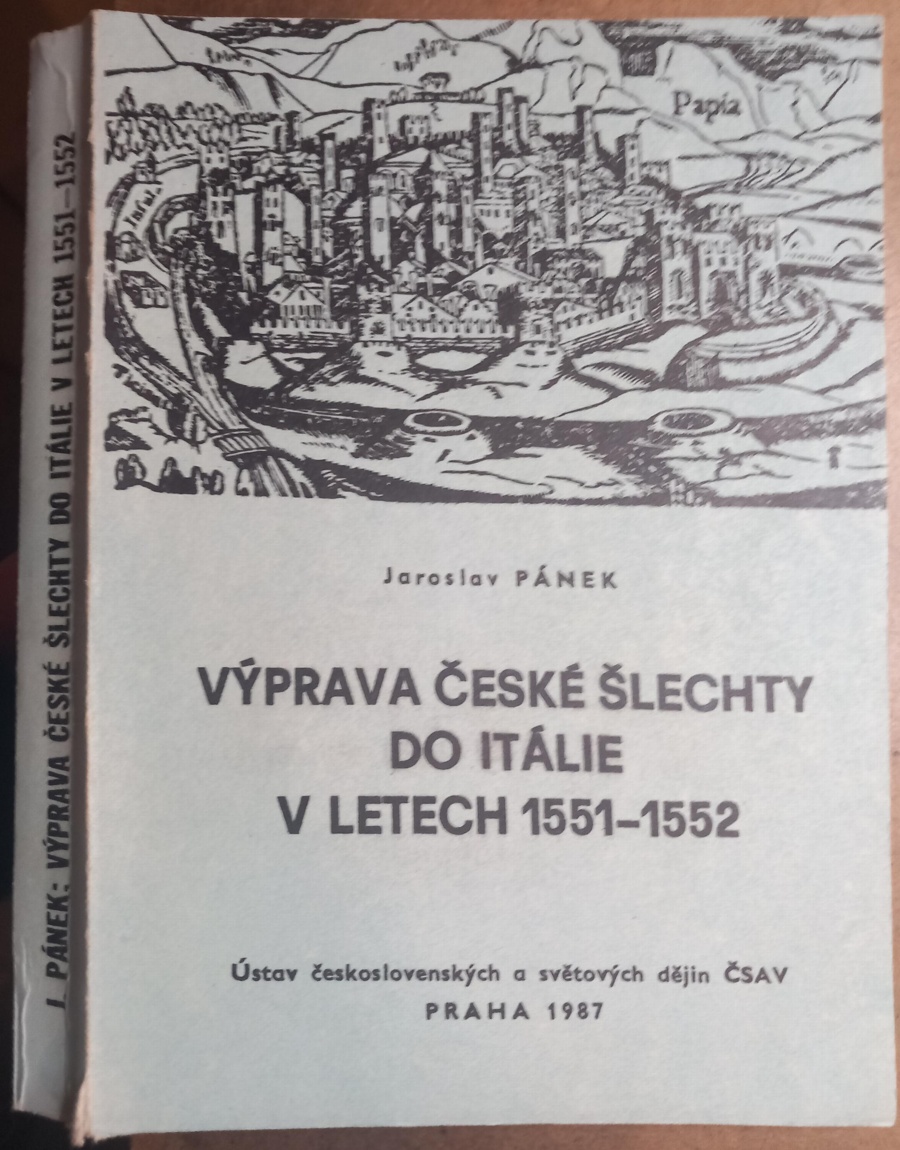 J. PÁNEK: VÝPRAVA ČESKÉ ŠLECHTY DO ITÁLIE V LETECH 1551–1552
Papia
Jaroslav PÁNEK
VÝPRAVA ČESKÉ ŠLECHTY
DO ITÁLIE
V LETECH 1551–1552
Ústav československých a světových dějin ČSAV
PRAHA 1987